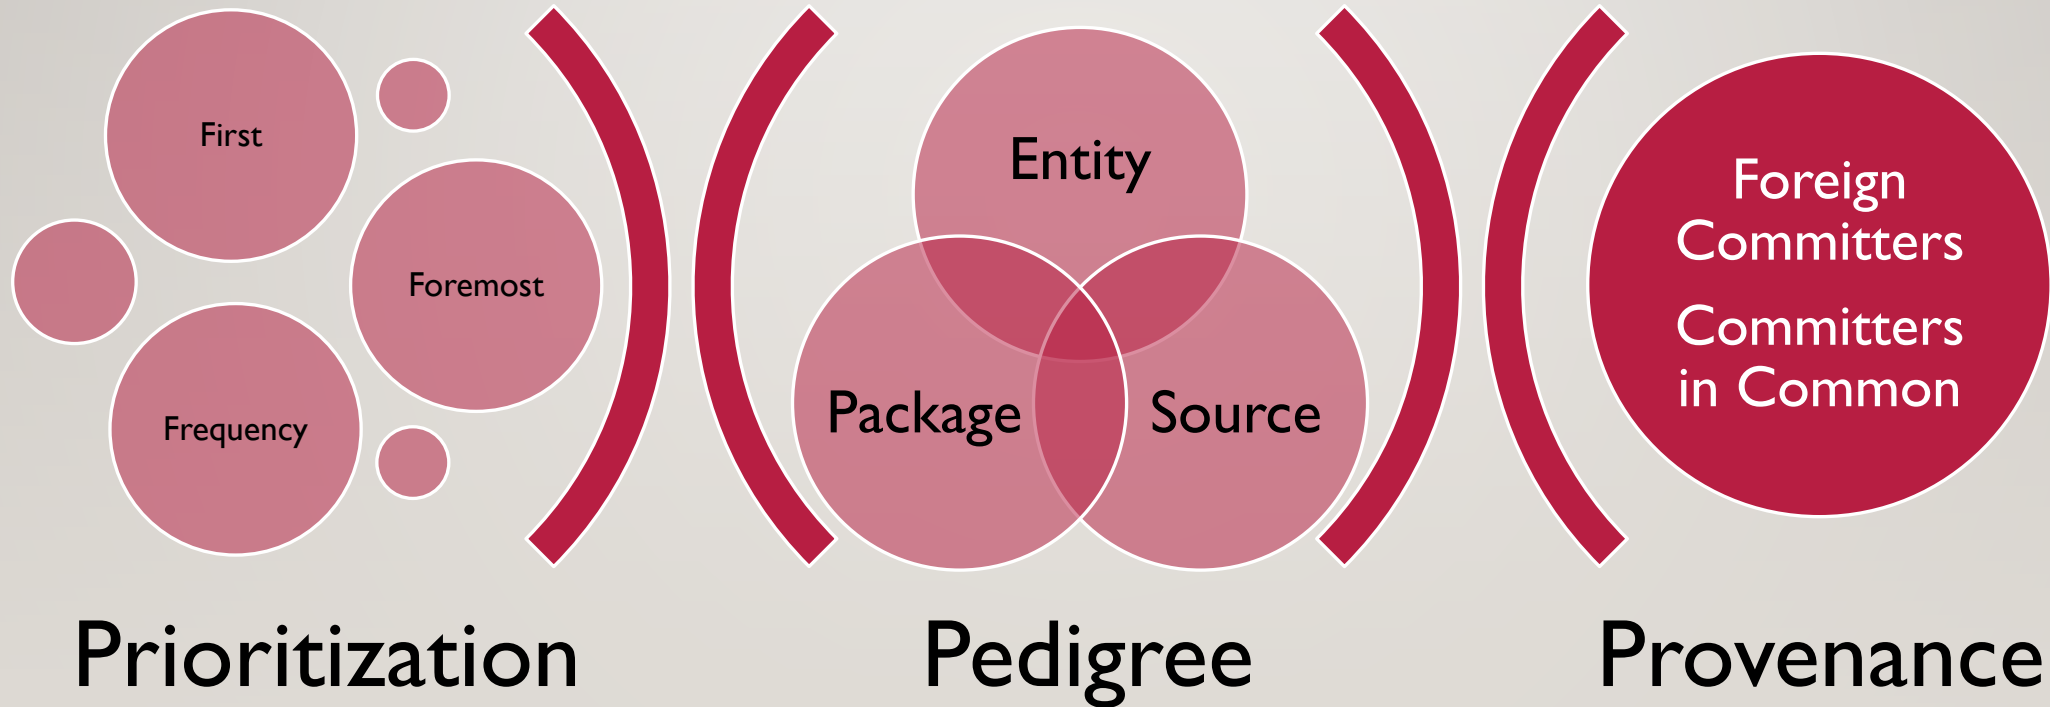 First
Foremost
Frequency
Prioritization
Entity
Package
Source
Pedigree
Foreign
Committers
Committers
in Common
Provenance